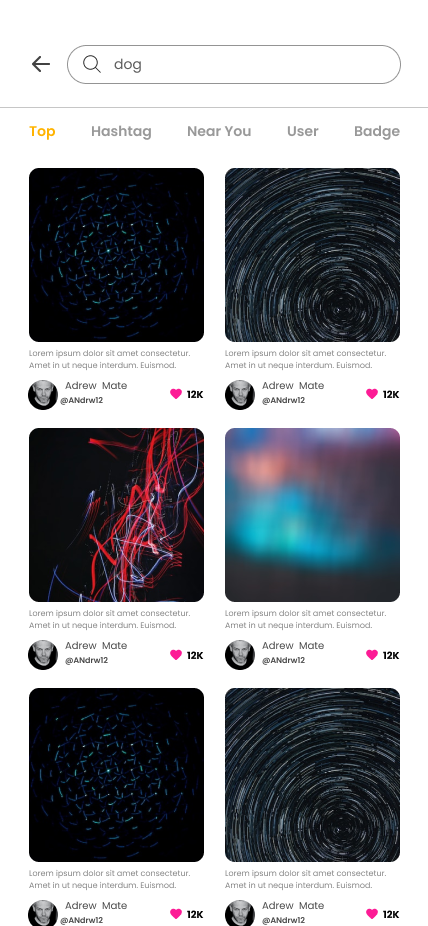 dog
Top Hashtag Near You User Badge
Lorem ipsum dolor sit amet consectetur.
Amet in ut neque interdum. Euismod.
Adrew Mate
@ANdrw12
12K
Lorem ipsum dolor sit amet consectetur.
Amet in ut neque interdum. Euismod.
Adrew Mate
@ANdrw12
12K
Lorem ipsum dolor sit amet consectetur.
Amet in ut neque interdum. Euismod.
Adrew Mate
@ANdrw12
12K
Lorem ipsum dolor sit amet consectetur.
Amet in ut neque interdum. Euismod.
Adrew Mate
@ANdrw12
12K
Lorem ipsum dolor sit amet consectetur.
Amet in ut neque interdum. Euismod.
Adrew Mate
@ANdrw12
12K
Lorem ipsum dolor sit amet consectetur.
Amet in ut neque interdum. Euismod.
Adrew Mate
@ANdrw12
12K